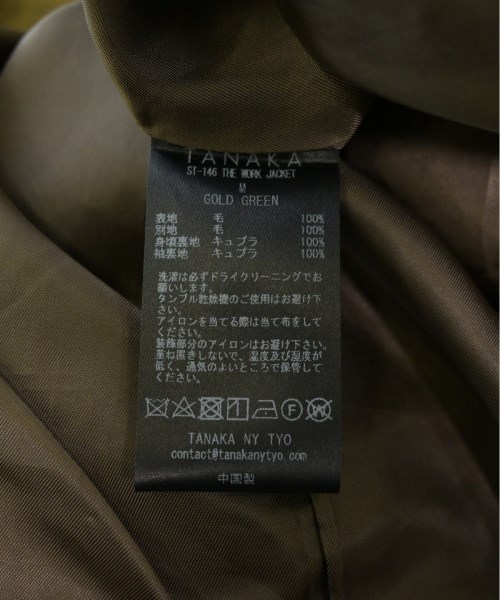 TANAKA
ST-146 THE WORK JACKET
M
GOLD GREEN
表地 毛 100%
別地 毛 100%
身頃裏地 キュプラ 100%
袖裏地 キュプラ 100%
洗濯は必ずドライクリーニングでお
願いします。
タンブル乾燥機のご使用はお避け下
さい。
アイロンを当てる際は当て布をして
ください。
装飾部分のアイロンはお避け下さい。
重ね置きしないで、温度及び湿度が
低く、通気のよいところで保管して
ください。
TANAKA NY TYO
contact@tanakanytyo.com
中国製